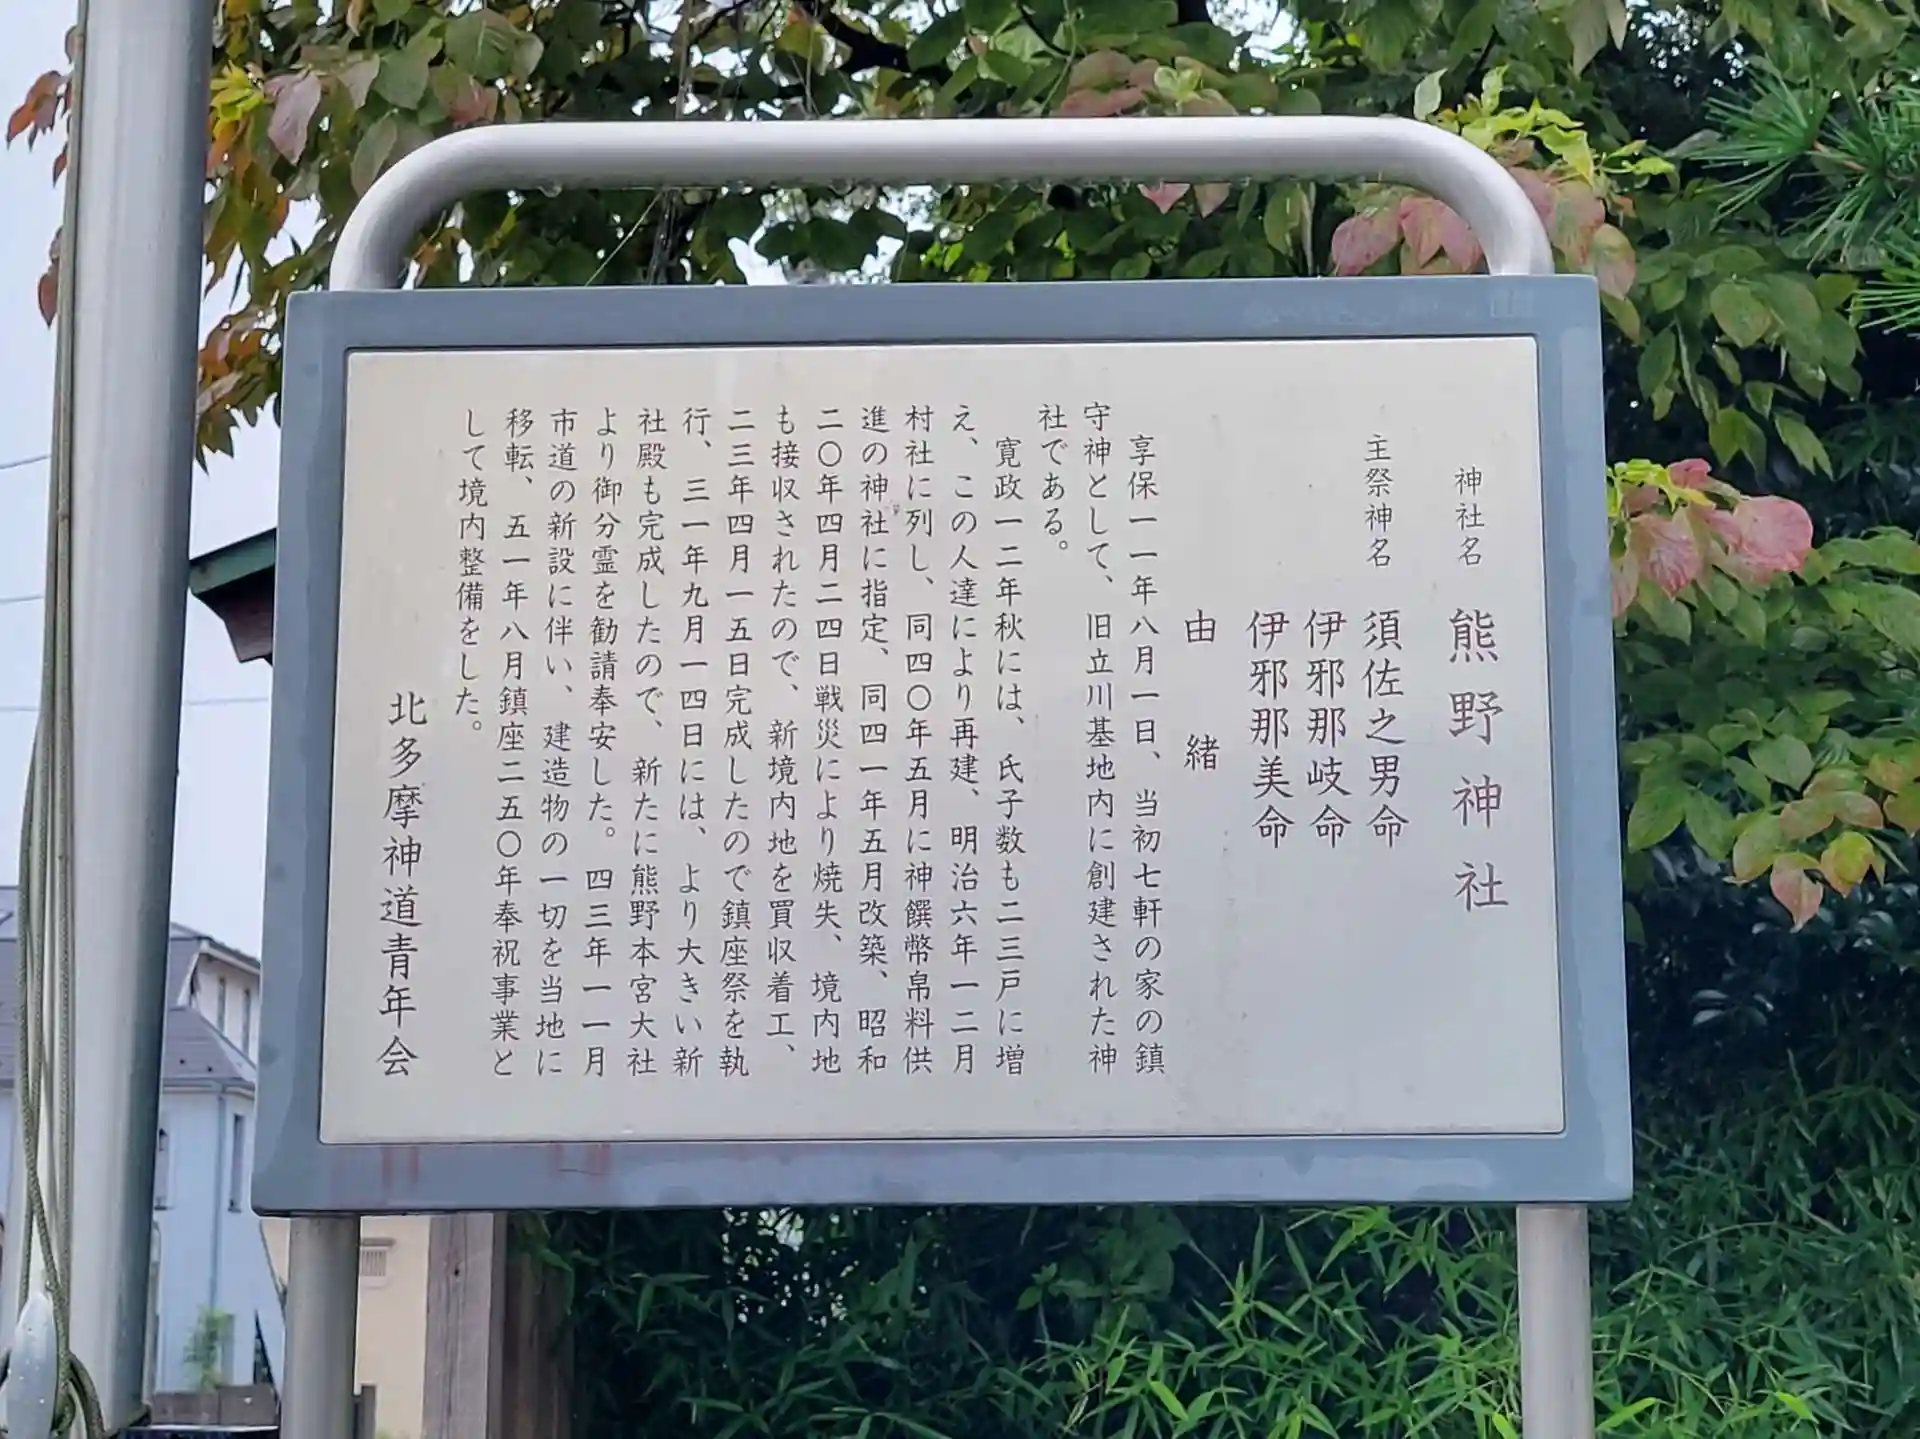 神社名 熊野神社
主祭神名 須佐之男命
伊邪那岐命
伊邪那美命
由緒
享保一一年八月一日、当初七軒の家の鎮
守神として、旧立川基地内に創建された神
社である。
寛政一二年秋には、氏子数も二三戸に増
え、この人達により再建、明治六年一二月
村社に列し、同四〇年五月に神饌幣帛料供
進の神社に指定、同四一年五月改築、昭和
二〇年四月二四日戦災により焼失、境内地
も接収されたので、新境内地を買収着工、
二三年四月一五日完成したので鎮座祭を執
行、三一年九月一四日には、より大きい新
社殿も完成したので、新たに熊野本宮大社
より御分霊を勧請奉安した。四三年一一月
市道の新設に伴い、建造物の一切を当地に
移転、五一年八月鎮座二五〇年奉祝事業と
して境内整備をした。
北多摩神道青年会